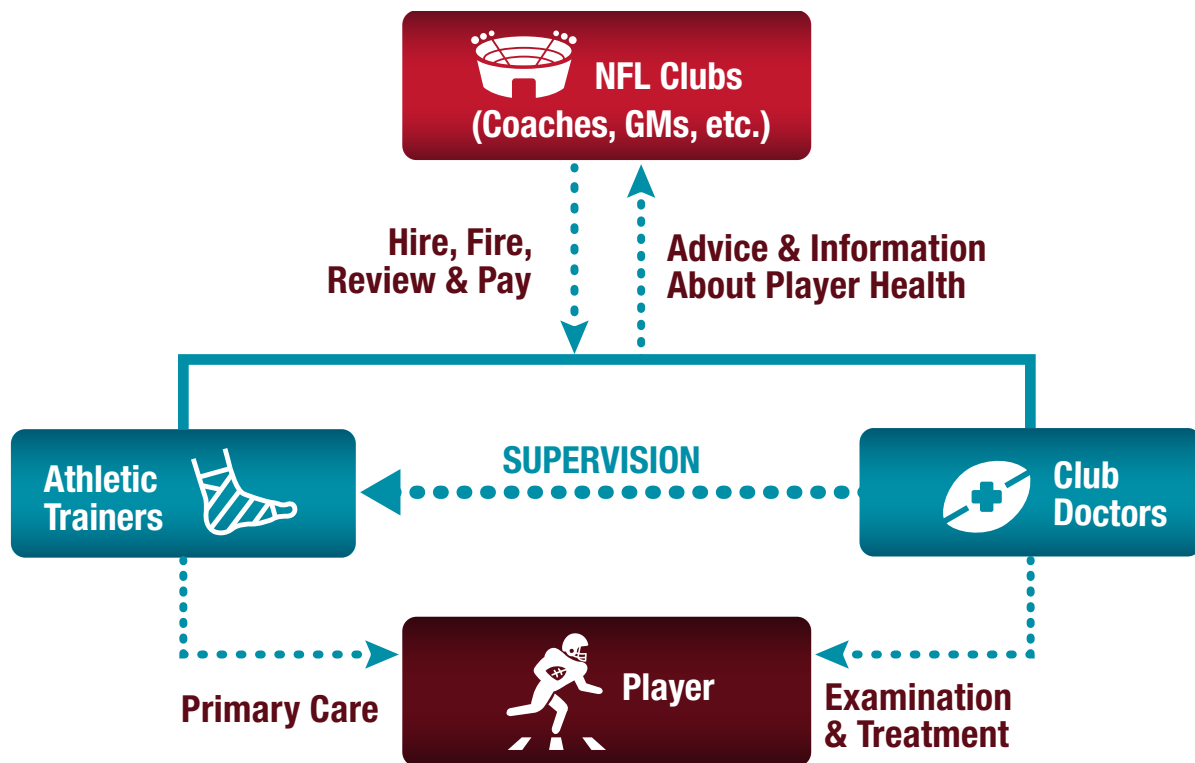 NFL Clubs
(Coaches, GMs, etc.)
Hire, Fire,
Review & Pay
Advice & Information
About Player Health
Athletic
Trainers
SUPERVISION
Club
Doctors
Primary Care
Player
Examination
& Treatment